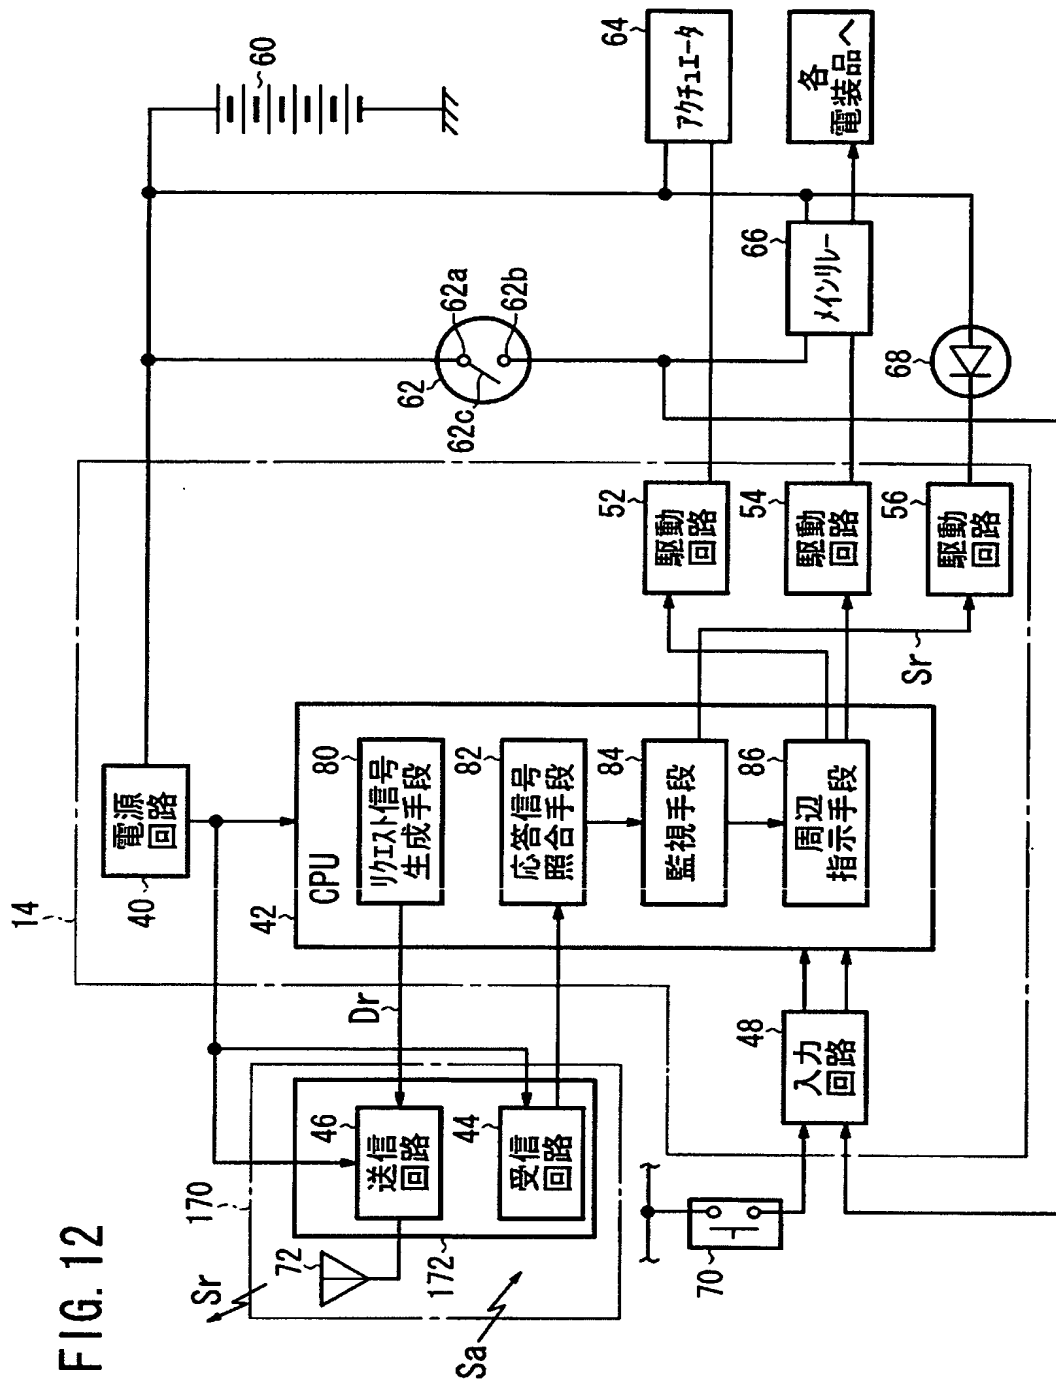 FIG. 12
14
40
電源
回路
60
62
62a
62b
62c
64
アクチュエータ
各
電装品へ
66
メインリレー
68
52
駆動
回路
54
駆動
回路
56
駆動
回路
Sr
42
CPU
80
リクエスト信号
生成手段
82
応答信号
照合手段
84
監視手段
86
周辺
指示手段
Dr
170
46
送信
回路
44
受信
回路
172
72
Sr
Sa
48
入力
回路
70